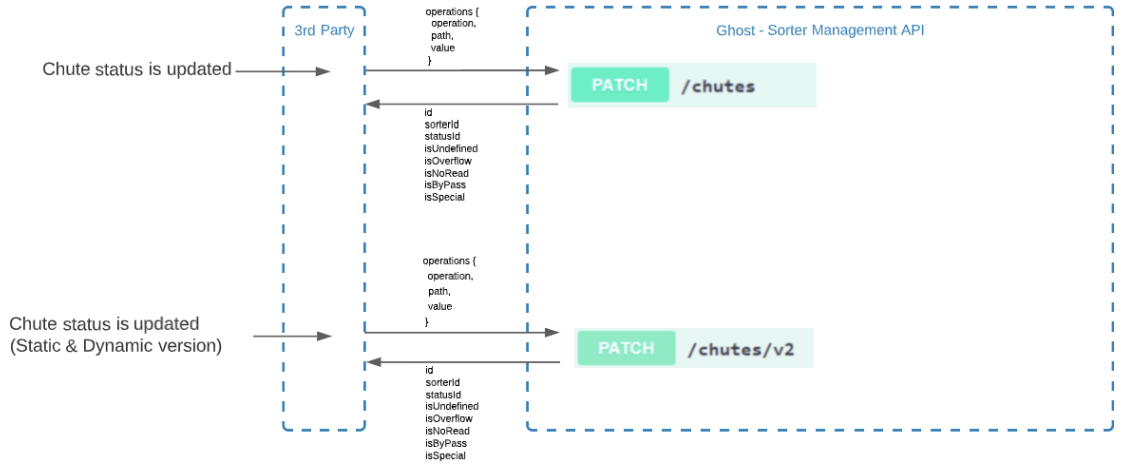 3rd Party
operations {
operation,
path,
value
}
Ghost - Sorter Management API
Chute status is updated
PATCH /chutes
id
sorterId
statusId
isUndefined
isOverflow
isNoRead
isByPass
isSpecial
operations {
operation,
path,
value
}
Chute status is updated
(Static & Dynamic version)
PATCH /chutes/v2
id
sorterId
statusId
isUndefined
isOverflow
isNoRead
isByPass
isSpecial